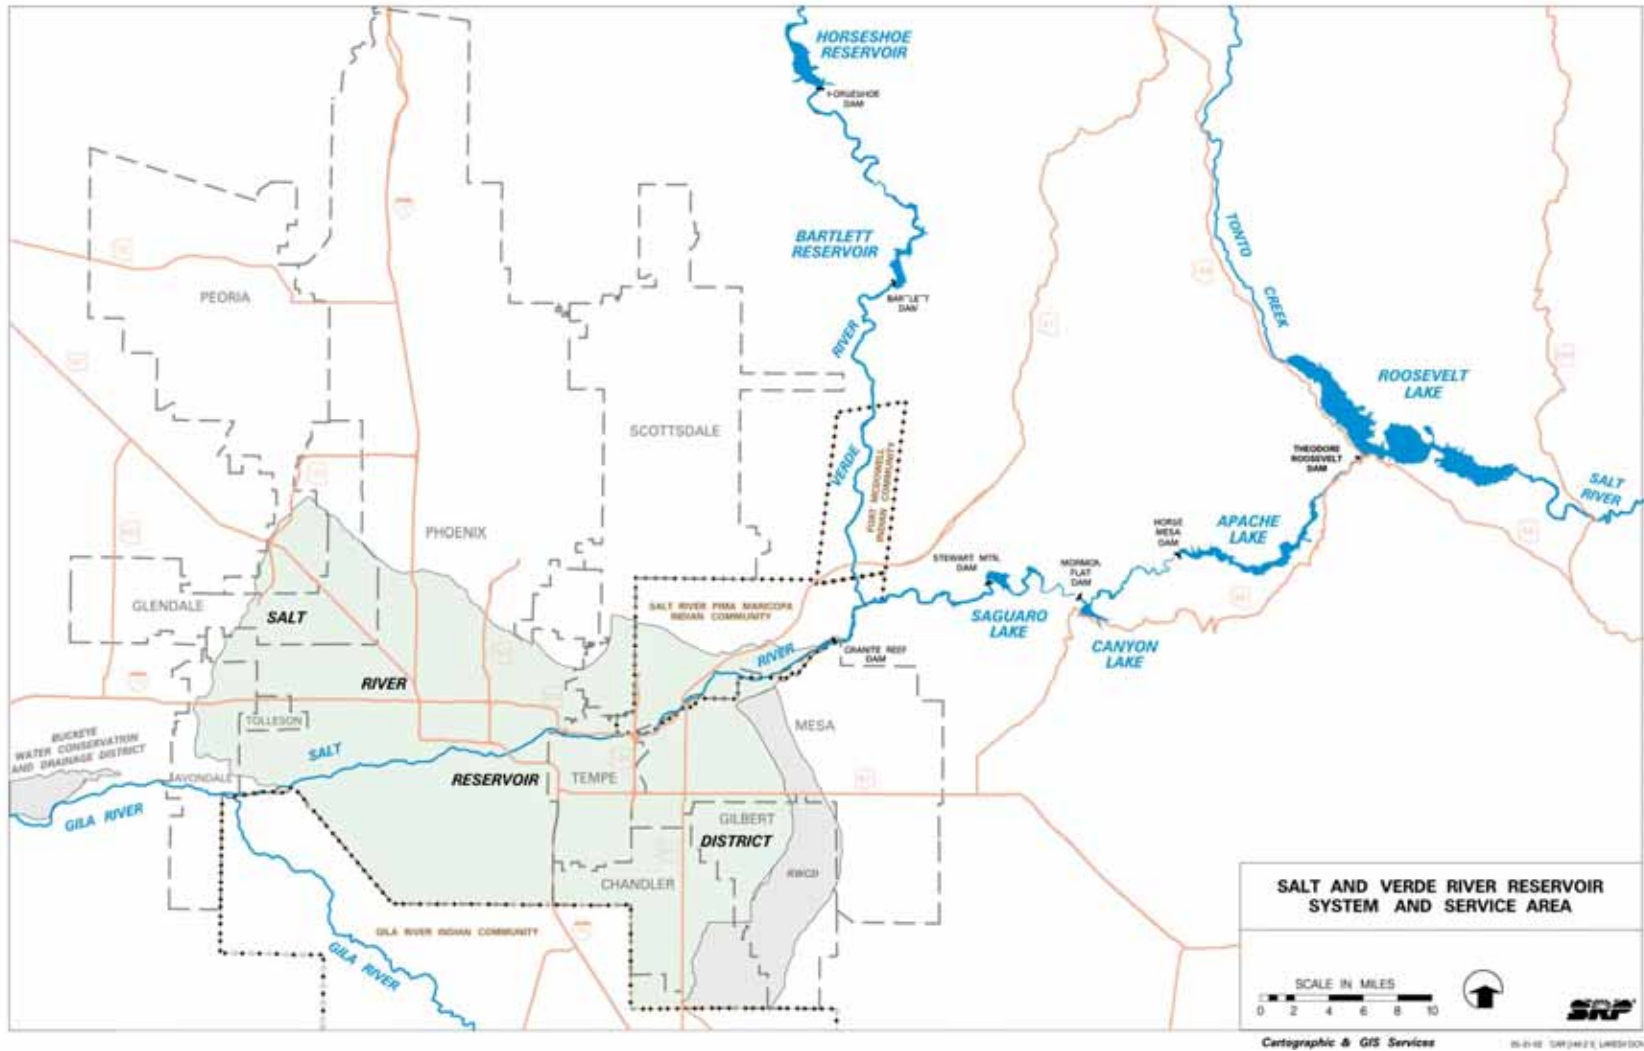 HORSESHOE
RESERVOIR
HORSESHOE
DAM
BARTLETT
RESERVOIR
BARTLETT
DAM
TONTO
CREEK
PEORIA
RIVER
ROOSEVELT
LAKE
SCOTTSDALE
VERDE
FORT MCDOWELL
INDIAN COMMUNITY
THEODORE
ROOSEVELT
DAM
SALT
RIVER
PHOENIX
HORSE
MESA
DAM
APACHE
LAKE
STEWART MTN.
DAM
MORMON
FLAT
DAM
GLENDALE
SALT
SALT RIVER PIMA MARICOPA
INDIAN COMMUNITY
SAGUARO
LAKE
CANYON
LAKE
RIVER
GRANITE REEF
DAM
RIVER
TOLLESON
MESA
BUCKEYE
WATER CONSERVATION
AND DRAINAGE DISTRICT
SALT
AVONDALE
RESERVOIR
TEMPE
GILA RIVER
GILBERT
DISTRICT
RWCD
CHANDLER
GILA RIVER INDIAN COMMUNITY
GILA RIVER
SALT AND VERDE RIVER RESERVOIR
SYSTEM AND SERVICE AREA
SCALE IN MILES
0 2 4 6 8 10
SRP
Cartographic & GIS Services